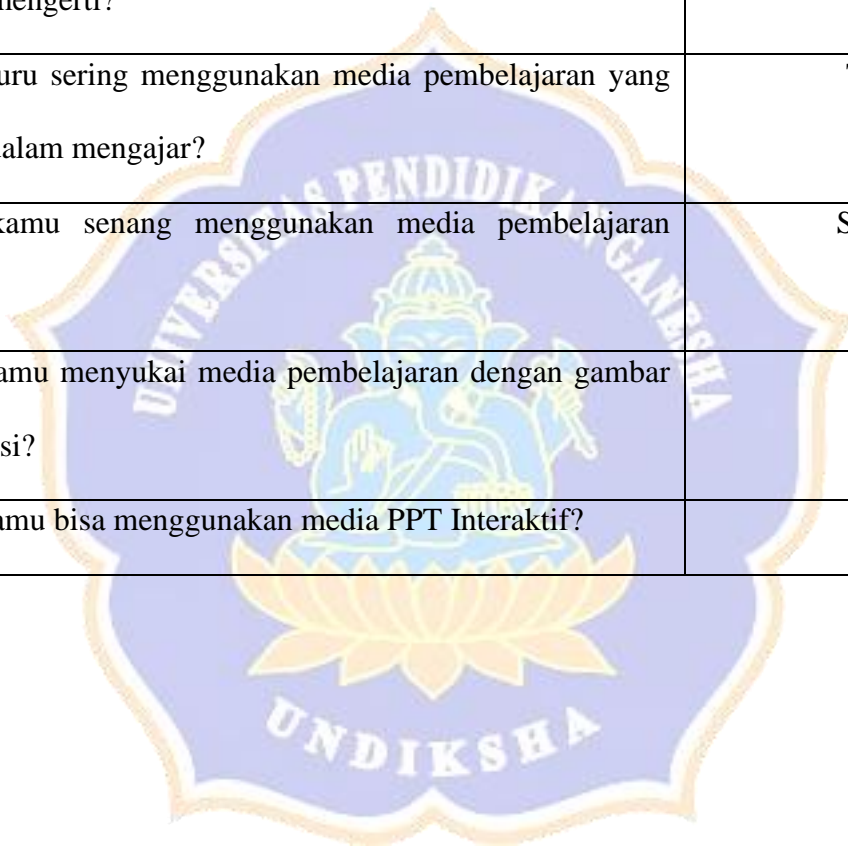 mengerti?
uru sering menggunakan media pembelajaran yang
dalam mengajar?
kamu senang menggunakan media pembelajaran
S
amu menyukai media pembelajaran dengan gambar
si?
amu bisa menggunakan media PPT Interaktif?
UNIVERSITAS PENDIDIKAN GANESHA
UNDIKSHA